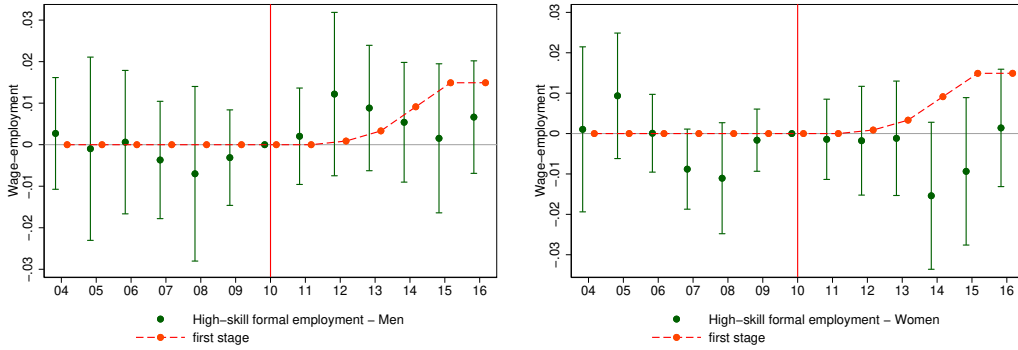 Wage−employment
.03
.02
.01
0
−.01
−.02
−.03
04 05 06 07 08 09 10 11 12 13 14 15 16
High−skill formal employment − Men
first stage
Wage−employment
.03
.02
.01
0
−.01
−.02
−.03
04 05 06 07 08 09 10 11 12 13 14 15 16
High−skill formal employment − Women
first stage